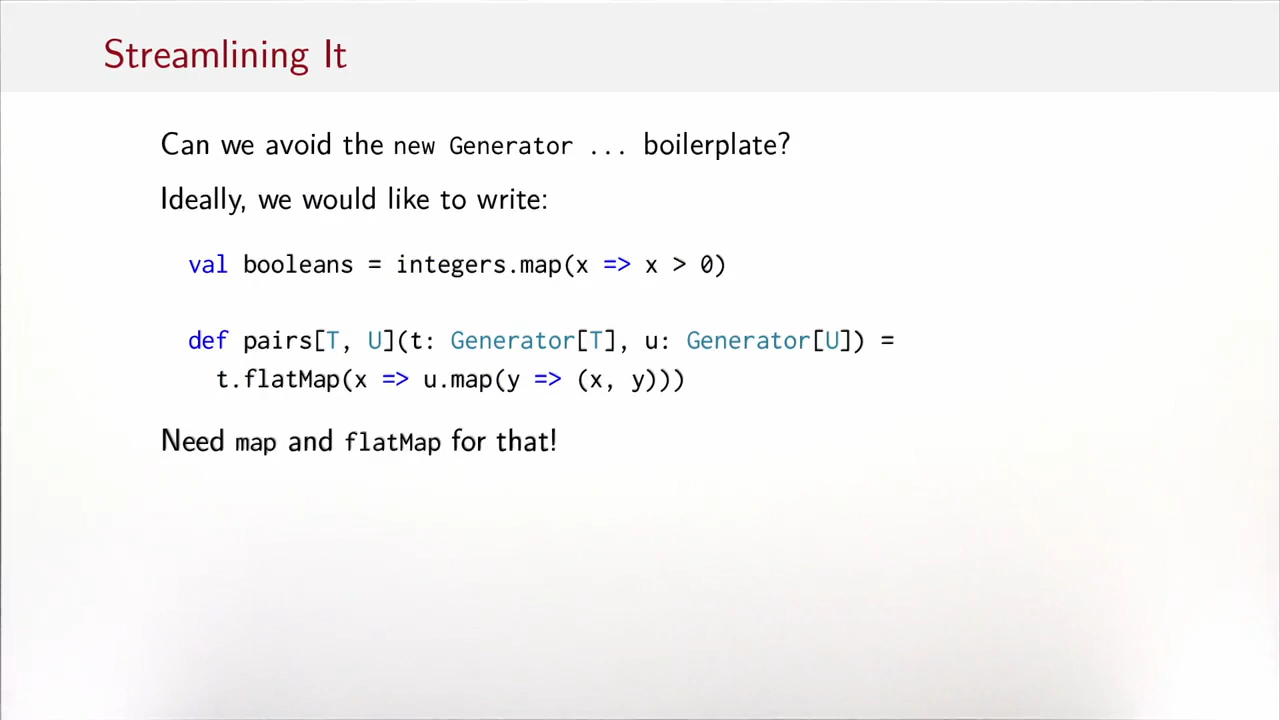 Streamlining It
Can we avoid the new Generator ... boilerplate?
Ideally, we would like to write:
val booleans = integers.map(x => x > 0)
def pairs[T, U](t: Generator[T], u: Generator[U]) =
t.flatMap(x => u.map(y => (x, y)))
Need map and flatMap for that!